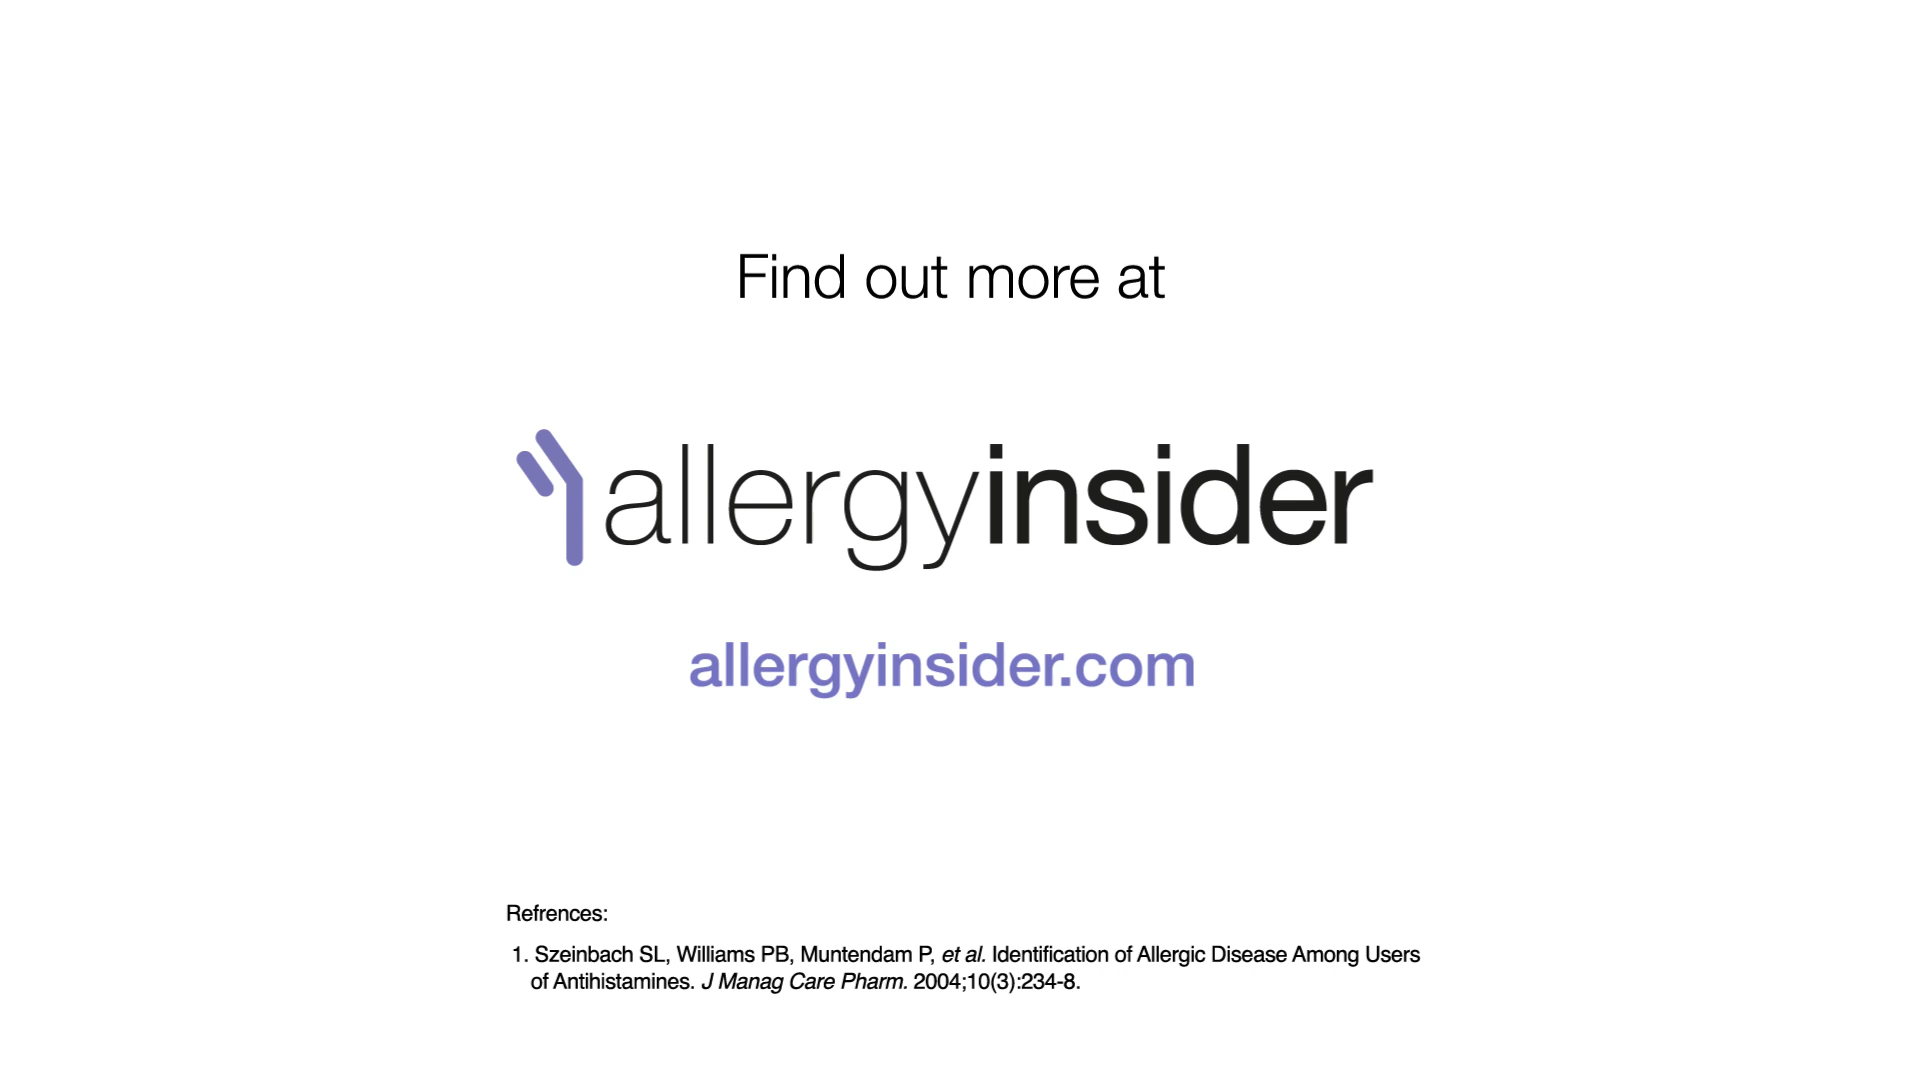 Find out more at
allergyinsider
allergyinsider.com
Refrences:
1. Szeinbach SL, Williams PB, Muntendam P, et al. Identification of Allergic Disease Among Users
of Antihistamines. J Manag Care Pharm. 2004;10(3):234-8.